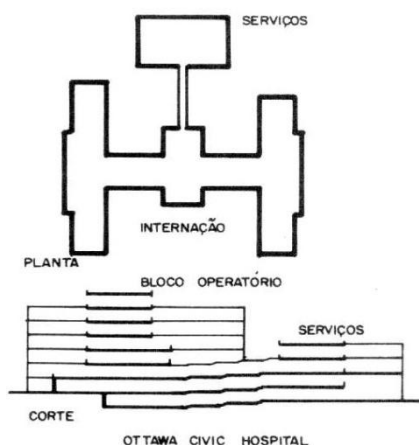 SERVIÇOS
INTERNAÇÃO
PLANTA
BLOCO OPERATÓRIO
SERVIÇOS
CORTE
OTTAWA CIVIC HOSPITAL